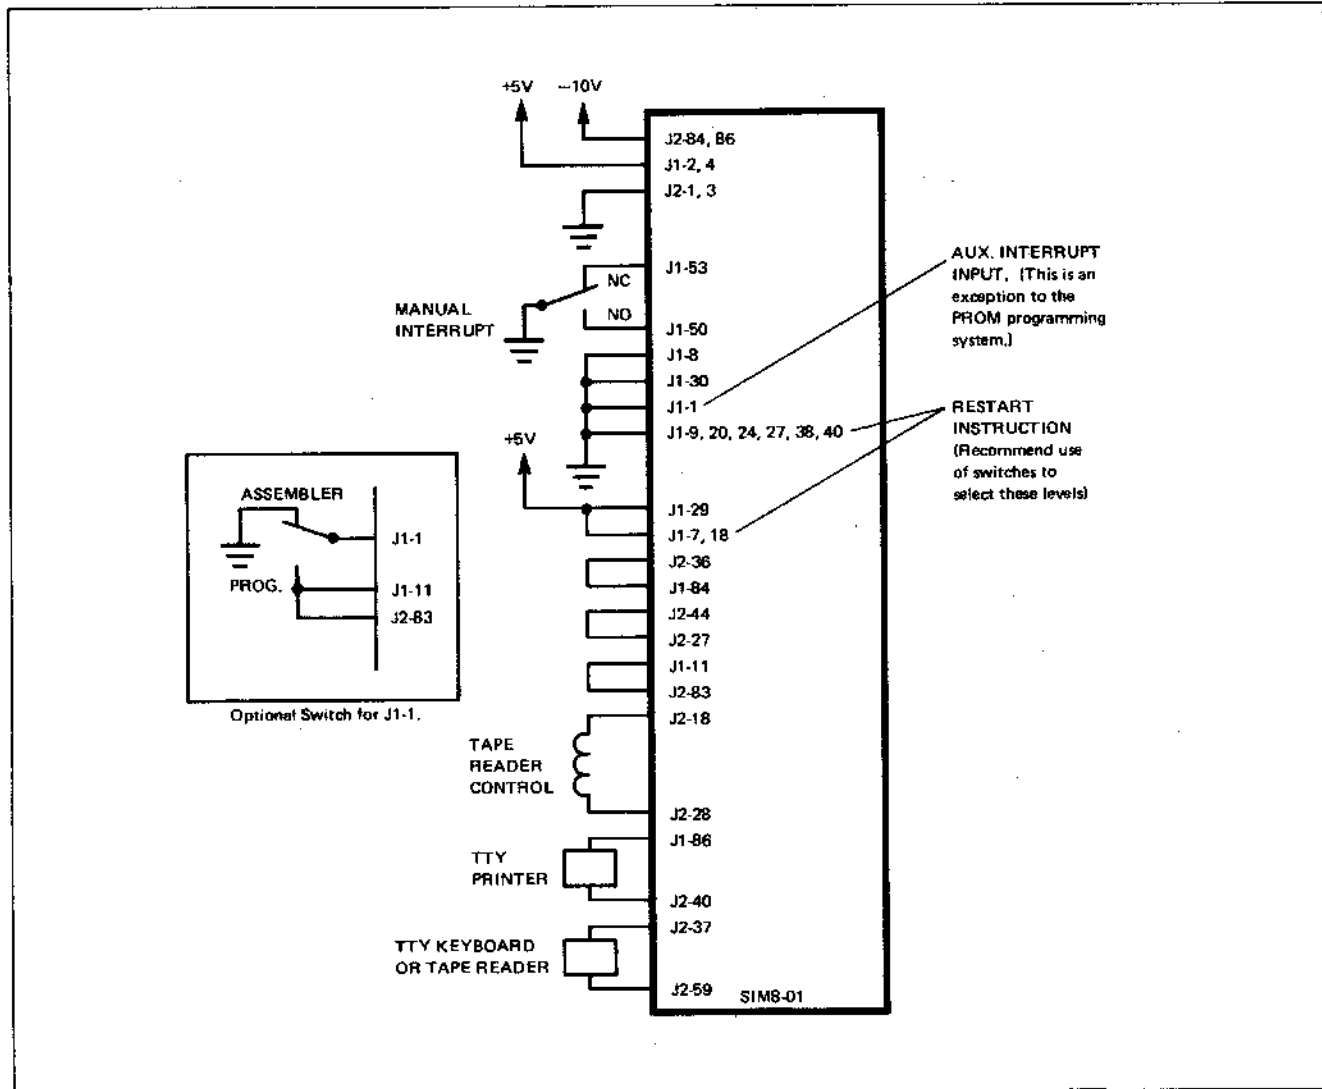 +5V
−10V
J2-84, 86
J1-2, 4
J2-1, 3
J1-53
NC
MANUAL
INTERRUPT
NO
J1-50
J1-8
J1-30
J1-1
J1-9, 20, 24, 27, 38, 40
AUX. INTERRUPT
INPUT. (This is an
exception to the
PROM programming
system.)
RESTART
INSTRUCTION
(Recommend use
of switches to
select these levels)
+5V
J1-29
J1-7, 18
J2-36
J1-84
J2-44
J2-27
J1-11
J2-83
J2-18
TAPE
READER
CONTROL
J2-28
J1-86
TTY
PRINTER
J2-40
J2-37
TTY KEYBOARD
OR TAPE READER
J2-59
SIM8-01
ASSEMBLER
J1-1
PROG.
J1-11
J2-83
Optional Switch for J1-1.